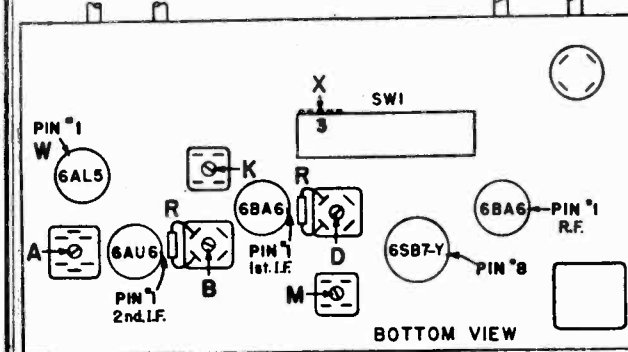 X
SW1
3
PIN #1
W
6AL5
K
R
6BA6
R
6BA6
PIN #1
R.F.
A
6AU6
R
B
PIN #1
1st. I.F.
D
6SB7-Y
PIN #8
PIN #1
2nd. I.F.
M
BOTTOM VIEW